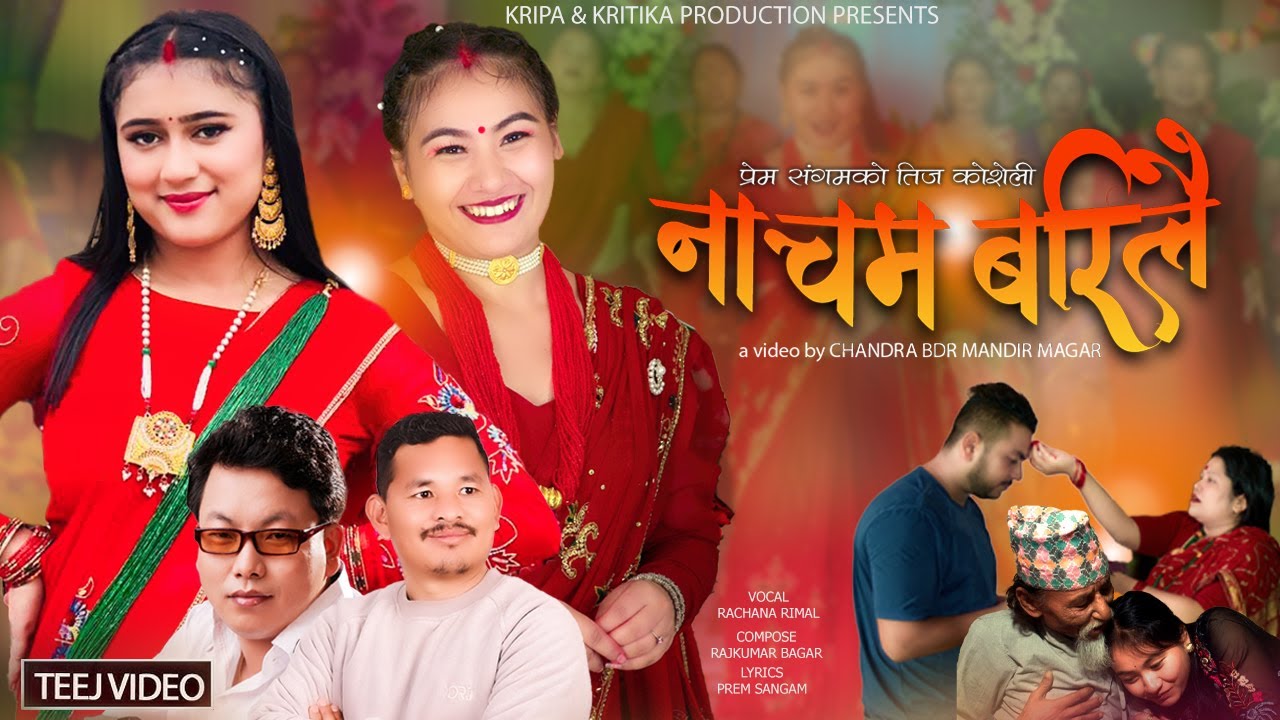 KRIPA & KRITIKA PRODUCTION PRESENTS
प्रेम संगमको तिज कोशेली
नाचम बरिलै
a video by CHANDRA BDR MANDIR MAGAR
VOCAL
RACHANA RIMAL
COMPOSE
RAJKUMAR BAGAR
LYRICS
PREM SANGAM
TEEJ VIDEO